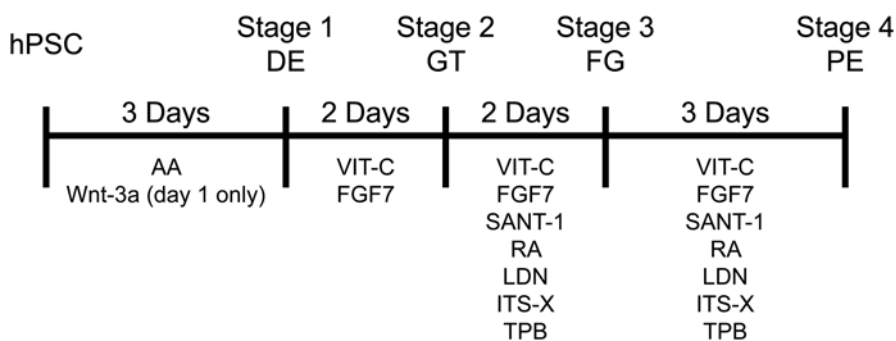 hPSC
Stage 1
DE
Stage 2
GT
Stage 3
FG
Stage 4
PE
3 Days
2 Days
2 Days
3 Days
AA
Wnt-3a (day 1 only)
VIT-C
FGF7
VIT-C
FGF7
SANT-1
RA
LDN
ITS-X
TPB
VIT-C
FGF7
SANT-1
RA
LDN
ITS-X
TPB